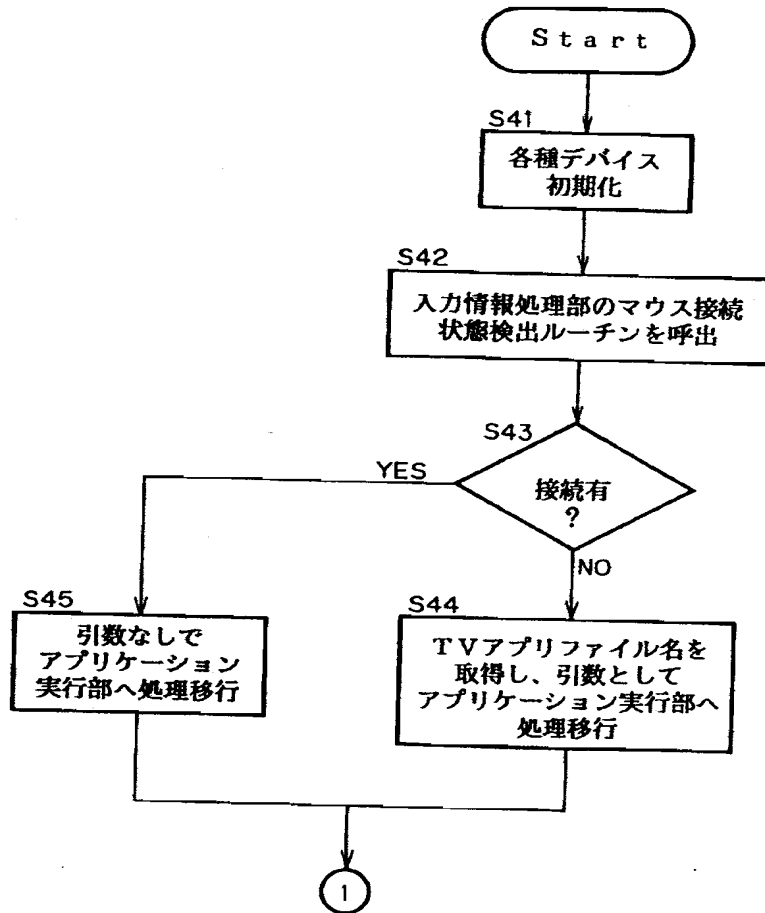 Start
S41
各種デバイス
初期化
S42
入力情報処理部のマウス接続
状態検出ルーチンを呼出
S43
YES
接続有
?
NO
S45
引数なしで
アプリケーション
実行部へ処理移行
S44
TVアプリファイル名を
取得し、引数として
アプリケーション実行部へ
処理移行
1